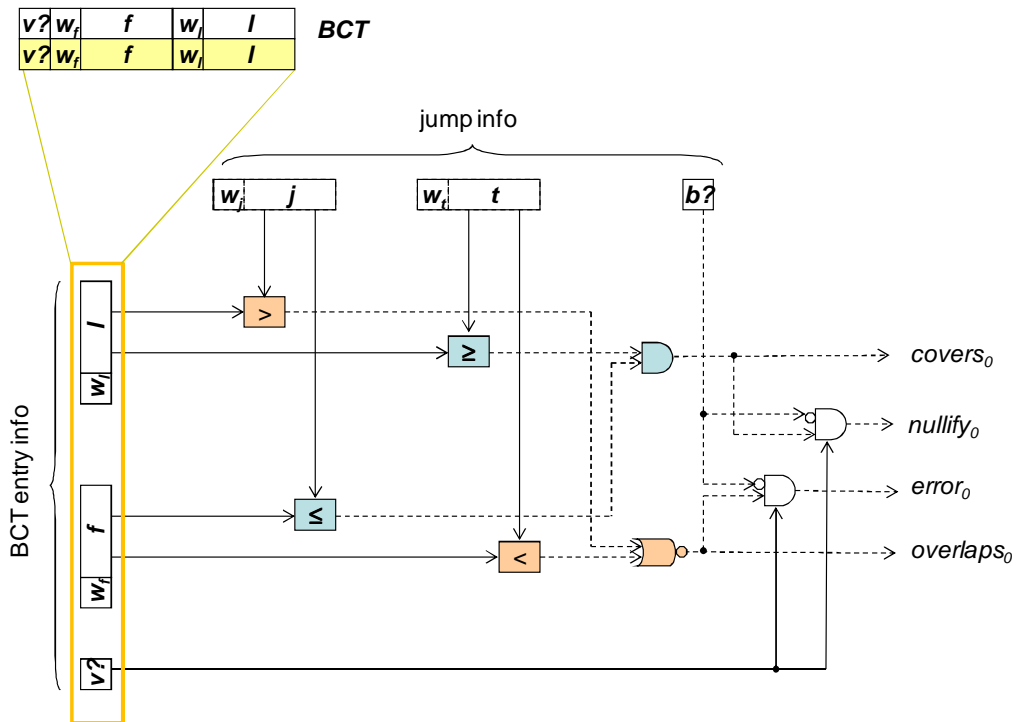 v? w_f f w_l l BCT
v? w_f f w_l l
jump info
w_j j w_t t b?
l
>
≥
w_l
covers_0
nullify_0
BCT entry info
f
≤
error_0
<
overlaps_0
w_f
v?